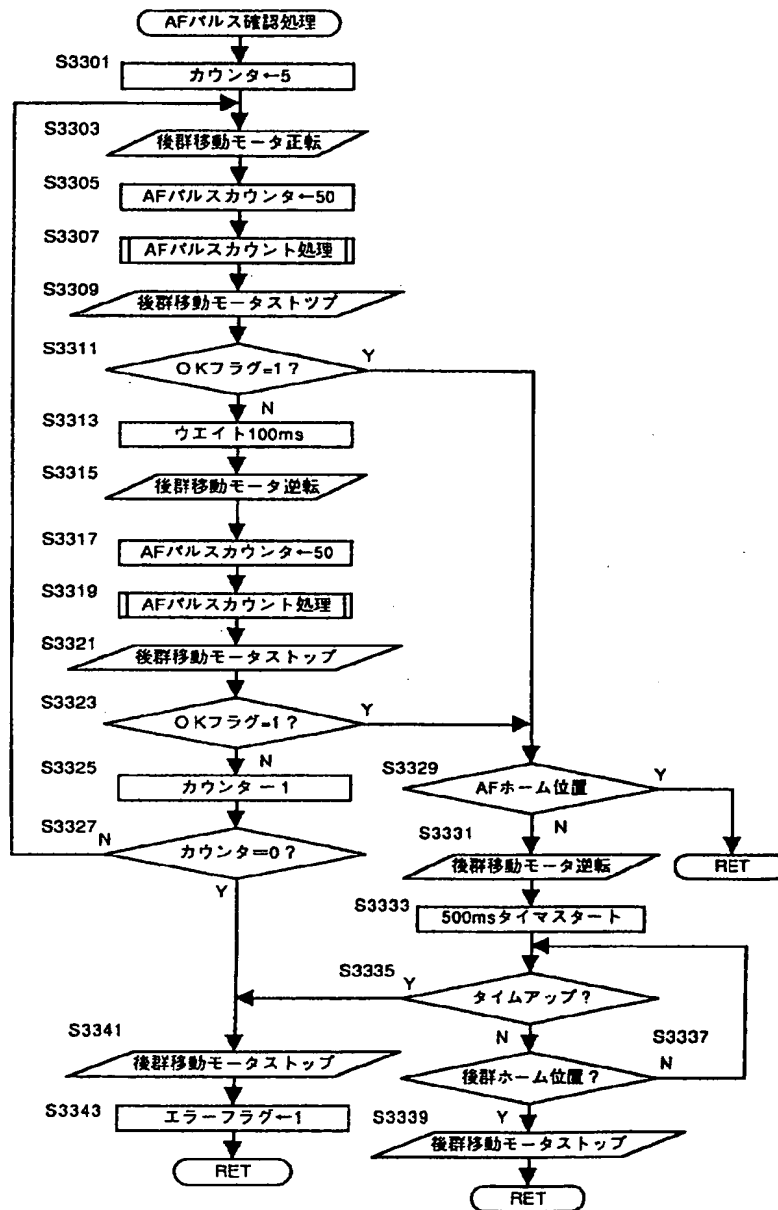 AFパルス確認処理
S3301
カウンタ←5
S3303
後群移動モータ正転
S3305
AFパルスカウンタ←50
S3307
AFパルスカウント処理
S3309
後群移動モータストップ
S3311
OKフラグ=1?
Y
N
S3313
ウエイト100ms
S3315
後群移動モータ逆転
S3317
AFパルスカウンタ←50
S3319
AFパルスカウント処理
S3321
後群移動モータストップ
S3323
OKフラグ=1?
Y
N
S3325
カウンター1
S3327
N
カウンタ=0?
Y
S3329
AFホーム位置
Y
N
RET
S3331
後群移動モータ逆転
S3333
500msタイマスタート
S3335
Y
タイムアップ?
N
S3337
後群ホーム位置?
N
Y
S3339
後群移動モータストップ
RET
S3341
後群移動モータストップ
S3343
エラーフラグ←1
RET